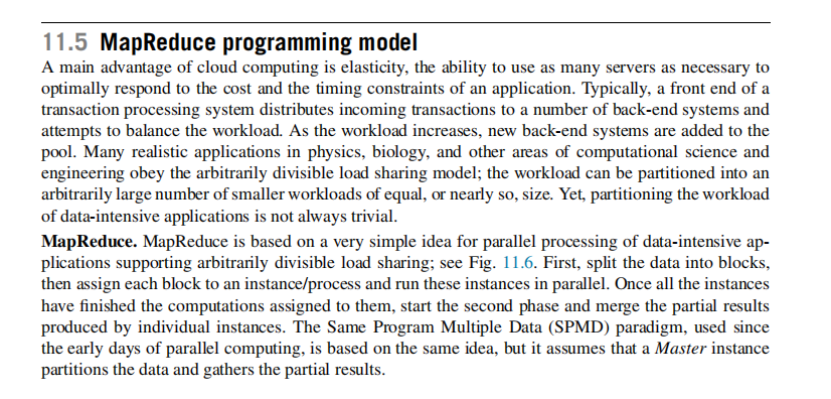 11.5 MapReduce programming model
A main advantage of cloud computing is elasticity, the ability to use as many servers as necessary to
optimally respond to the cost and the timing constraints of an application. Typically, a front end of a
transaction processing system distributes incoming transactions to a number of back-end systems and
attempts to balance the workload. As the workload increases, new back-end systems are added to the
pool. Many realistic applications in physics, biology, and other areas of computational science and
engineering obey the arbitrarily divisible load sharing model; the workload can be partitioned into an
arbitrarily large number of smaller workloads of equal, or nearly so, size. Yet, partitioning the workload
of data-intensive applications is not always trivial.
MapReduce. MapReduce is based on a very simple idea for parallel processing of data-intensive ap-
plications supporting arbitrarily divisible load sharing; see Fig. 11.6. First, split the data into blocks,
then assign each block to an instance/process and run these instances in parallel. Once all the instances
have finished the computations assigned to them, start the second phase and merge the partial results
produced by individual instances. The Same Program Multiple Data (SPMD) paradigm, used since
the early days of parallel computing, is based on the same idea, but it assumes that a Master instance
partitions the data and gathers the partial results.